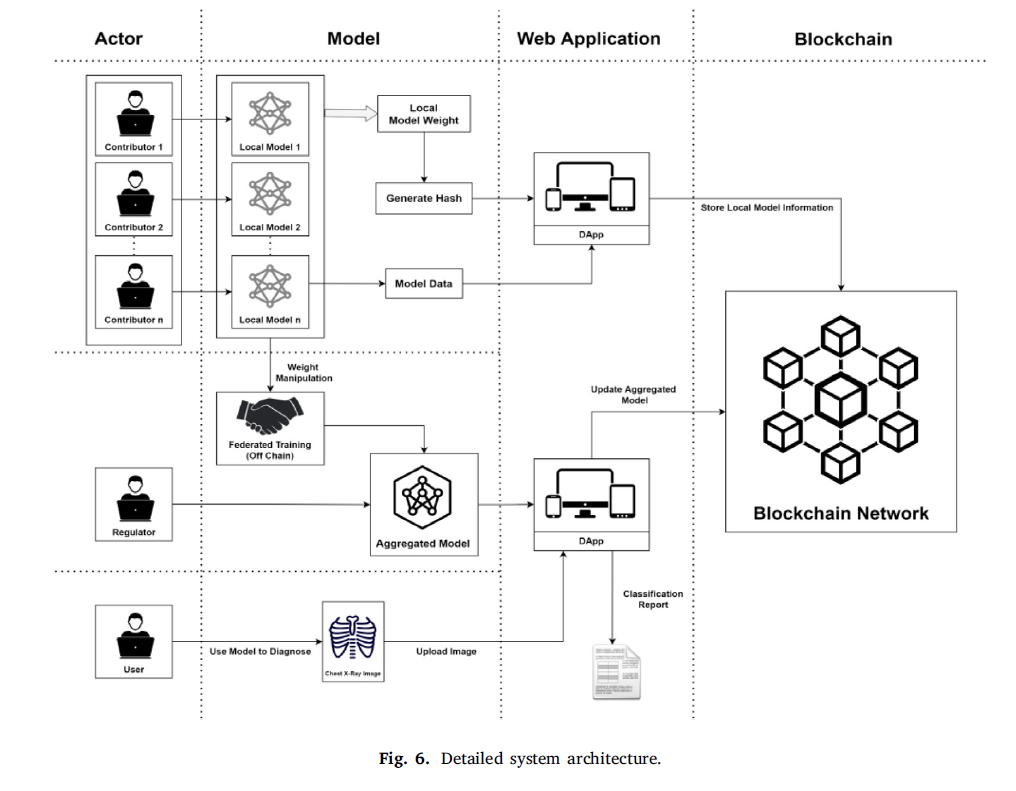 Actor
Model
Web Application
Blockchain
Contributor 1
Local Model 1
Local
Model Weight
Contributor 2
Local Model 2
Generate Hash
DApp
Store Local Model Information
Contributor n
Local Model n
Model Data
Weight
Manipulation
Federated Training
(Off Chain)
Update Aggregated
Model
Blockchain Network
Regulator
Aggregated Model
DApp
User
Use Model to Diagnose
Chest X-Ray Image
Upload Image
Classification
Report
Fig. 6. Detailed system architecture.